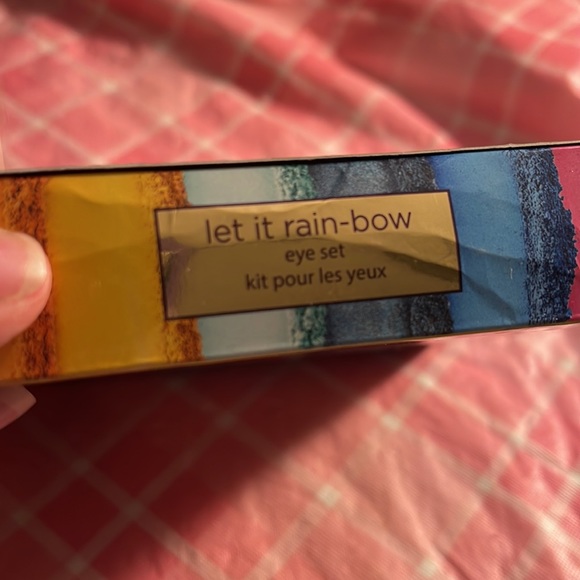 let it rain-bow
eye set
kit pour les yeux